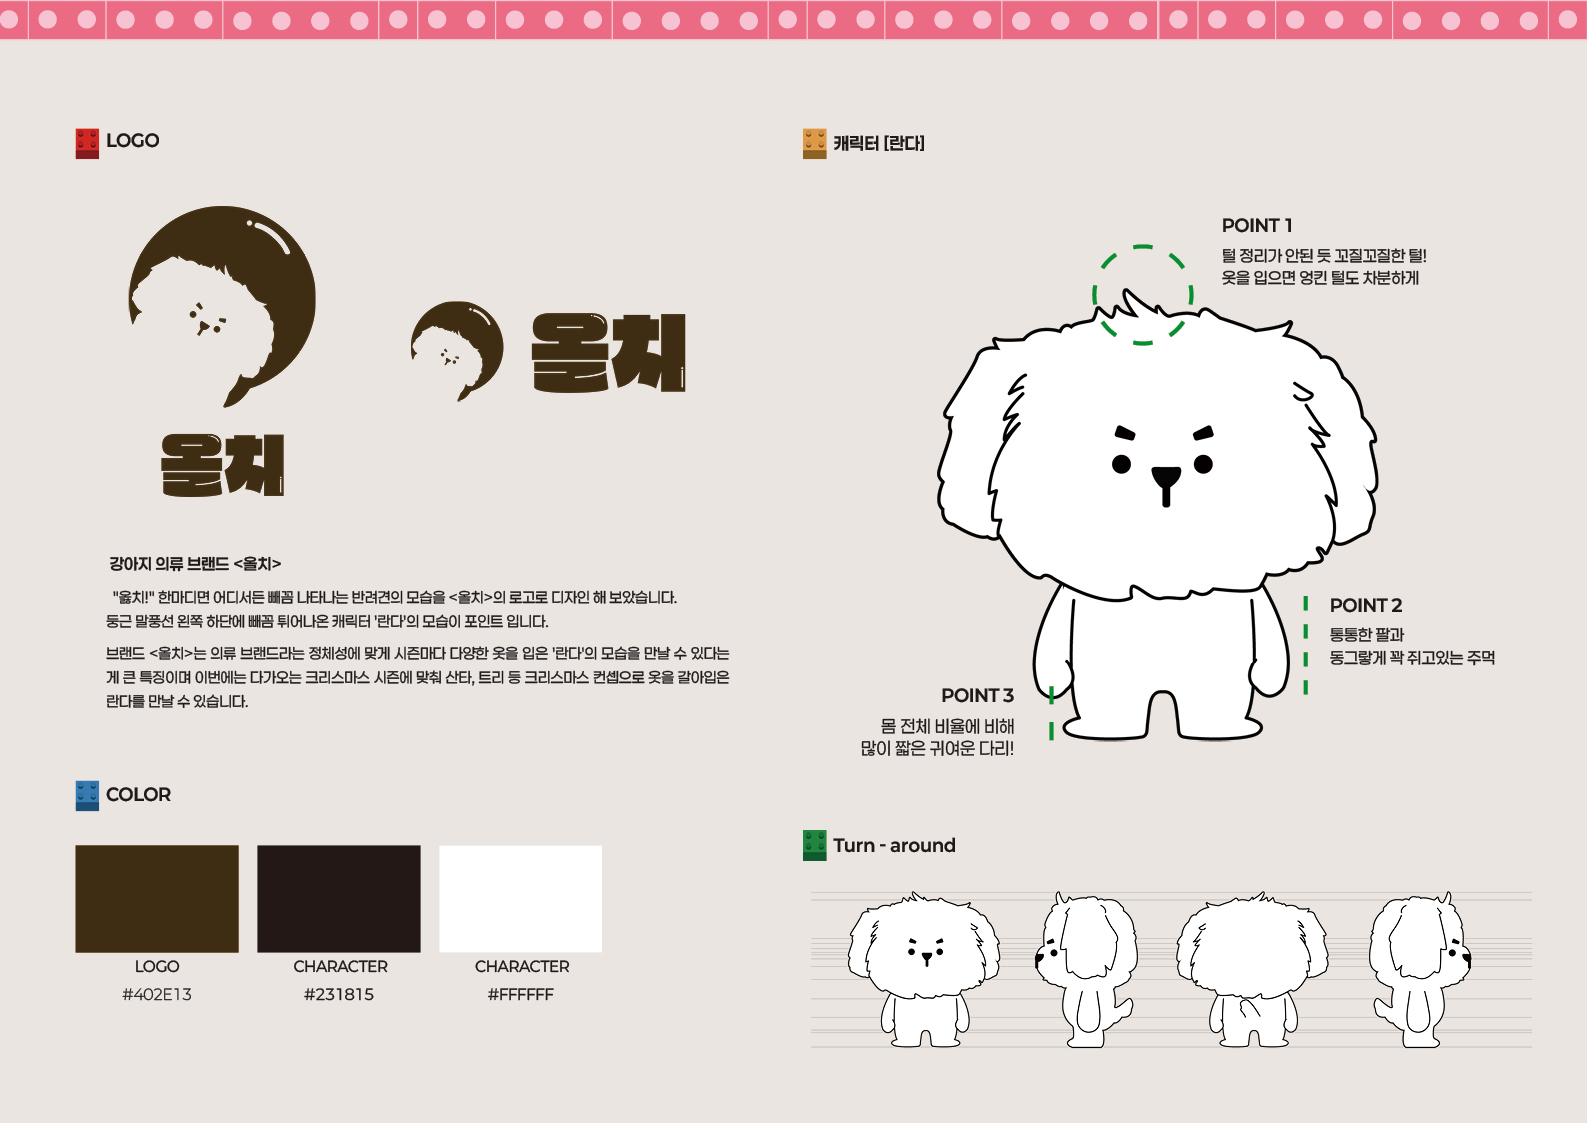 LOGO
올치
올치
강아지 의류 브랜드 <올치>
"옳치!" 한마디면 어디서든 빼꼼 나타나는 반려견의 모습을 <올치>의 로고로 디자인 해 보았습니다.
둥근 말풍선 왼쪽 하단에 빼꼼 튀어나온 캐릭터 '란다'의 모습이 포인트 입니다.
브랜드 <올치>는 의류 브랜드라는 정체성에 맞게 시즌마다 다양한 옷을 입은 '란다'의 모습을 만날 수 있다는
게 큰 특징이며 이번에는 다가오는 크리스마스 시즌에 맞춰 산타, 트리 등 크리스마스 컨셉으로 옷을 갈아입은
란다를 만날 수 있습니다.
COLOR
LOGO
#402E13
CHARACTER
#231815
CHARACTER
#FFFFFF
캐릭터 [란다]
POINT 1
털 정리가 안된 듯 꼬질꼬질한 털!
옷을 입으면 엉킨 털도 차분하게
POINT 2
통통한 팔과
동그랗게 꽉 쥐고있는 주먹
POINT 3
몸 전체 비율에 비해
많이 짧은 귀여운 다리!
Turn - around